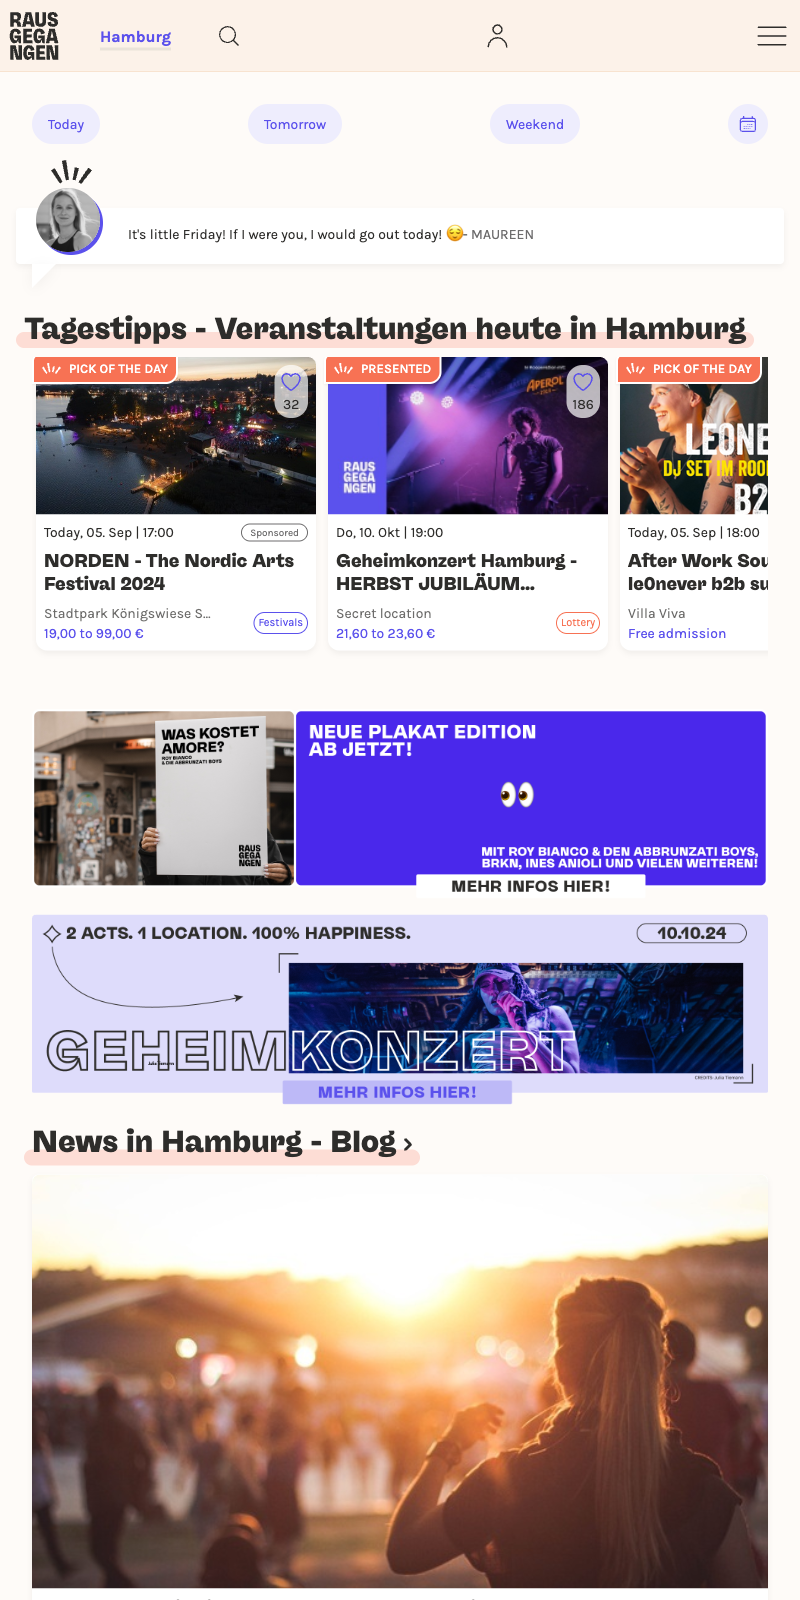 RAUS
GEGA
NGEN
Hamburg
Today
Tomorrow
Weekend
It's little Friday! If I were you, I would go out today! 😌- MAUREEN
Tagestipps - Veranstaltungen heute in Hamburg
PICK OF THE DAY
32
Today, 05. Sep | 17:00
Sponsored
NORDEN - The Nordic Arts
Festival 2024
Stadtpark Königswiese S...
19,00 to 99,00 €
Festivals
PRESENTED
APEROL
186
RAUS
GEGA
NGEN
Do, 10. Okt | 19:00
Geheimkonzert Hamburg -
HERBST JUBILÄUM...
Secret location
21,60 to 23,60 €
Lottery
PICK OF THE DAY
LEONE
DJ SET IM ROO
B2
Today, 05. Sep | 18:00
After Work Sou
le0never b2b su
Villa Viva
Free admission
WAS KOSTET
AMORE?
ROY BIANCO
& DIE ABBRUNZATI BOYS
RAUS
GEGA
NGEN
NEUE PLAKAT EDITION
AB JETZT!
MIT ROY BIANCO & DEN ABBRUNZATI BOYS,
BRKN, INES ANIOLI UND VIELEN WEITEREN!
MEHR INFOS HIER!
2 ACTS. 1 LOCATION. 100% HAPPINESS.
10.10.24
GEHEIMKONZERT
Julia Tiemann
CREDITS: Julia Tiemann
MEHR INFOS HIER!
News in Hamburg - Blog ›